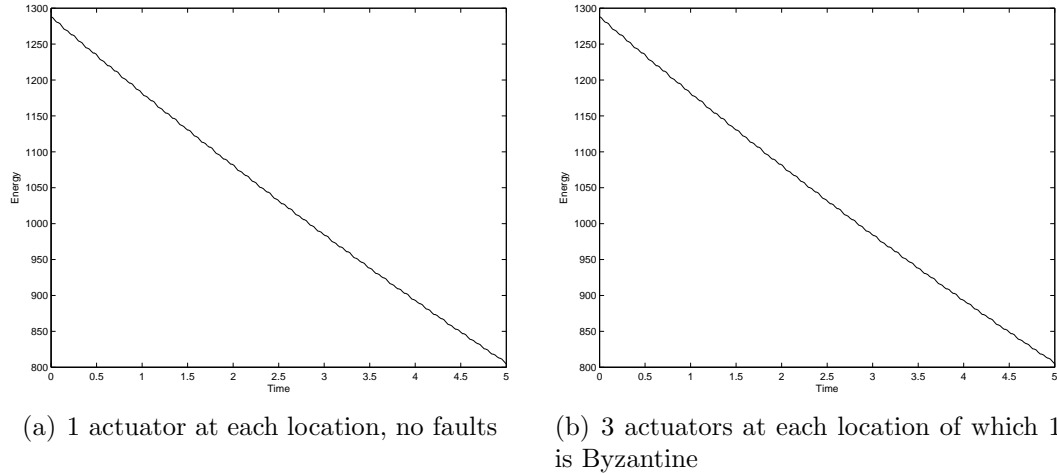 1300
1250
1200
1150
1100
1050
1000
950
900
850
800
Energy
0 0.5 1 1.5 2 2.5 3 3.5 4 4.5 5
Time
(a) 1 actuator at each location, no faults
1300
1250
1200
1150
1100
1050
1000
950
900
850
800
Energy
0 0.5 1 1.5 2 2.5 3 3.5 4 4.5 5
Time
(b) 3 actuators at each location of which 1
is Byzantine